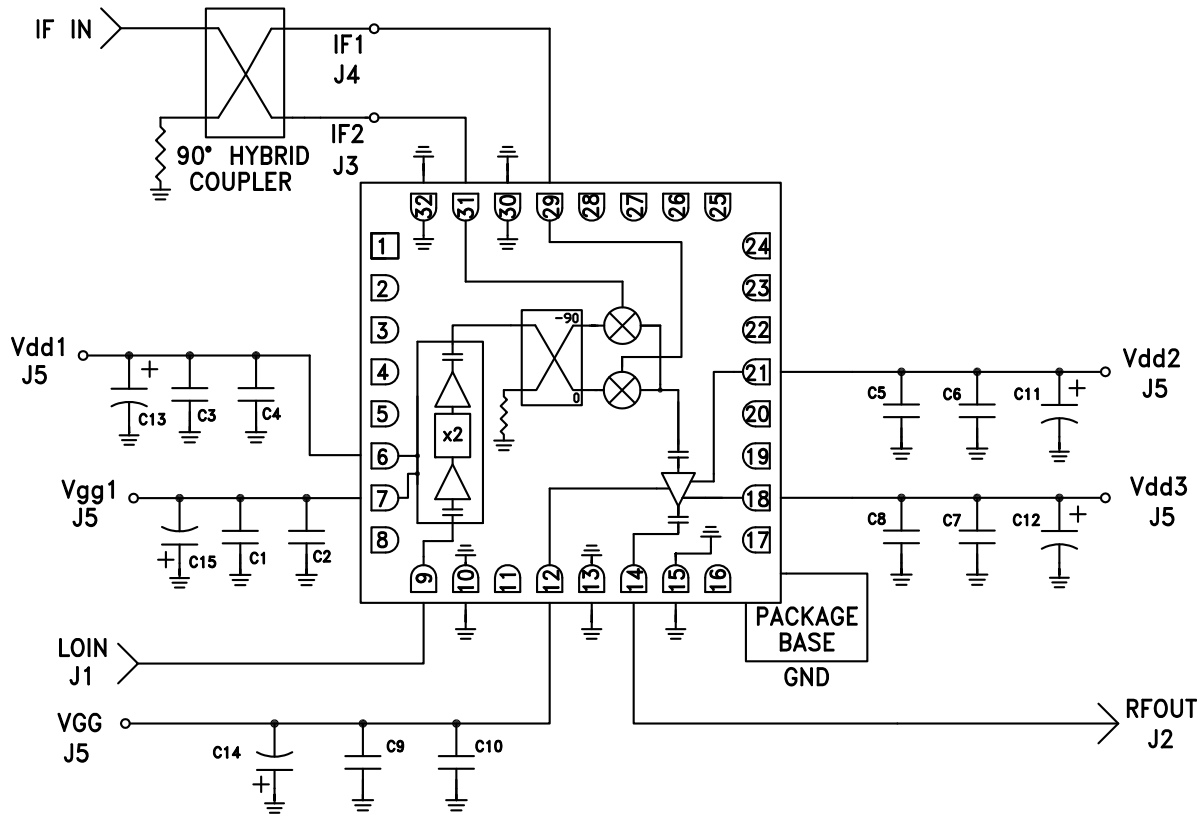 IF IN
IF1
J4
IF2
J3
90° HYBRID
COUPLER
32
31
30
29
28
27
26
25
1
2
3
4
5
6
7
8
24
23
22
21
20
19
18
17
-90
0
x2
Vdd1
J5
C13
C3
C4
Vgg1
J5
C15
C1
C2
Vdd2
J5
C5
C6
C11
Vdd3
J5
C8
C7
C12
9
10
11
12
13
14
15
16
PACKAGE
BASE
GND
LOIN
J1
VGG
J5
C14
C9
C10
RFOUT
J2